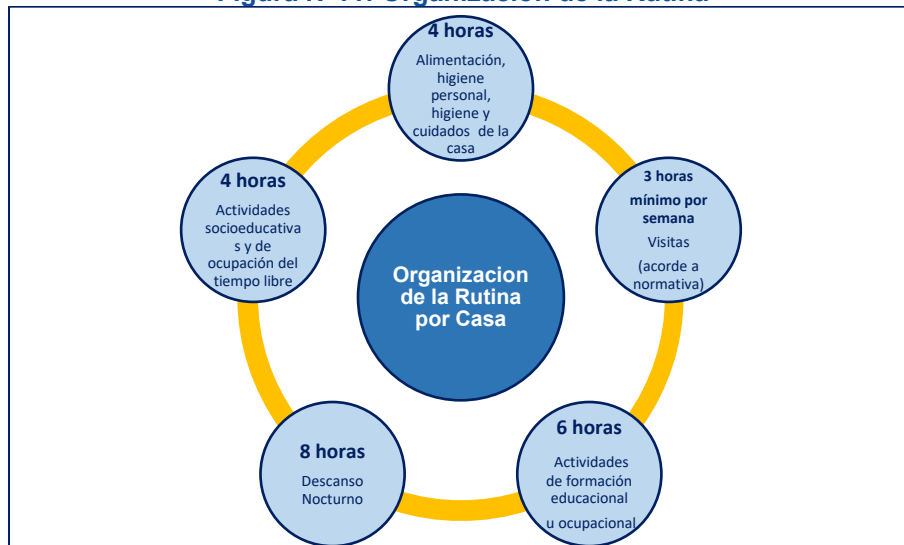 4 horas
Alimentación,
higiene
personal,
higiene y
cuidados de la
casa
3 horas
mínimo por
semana
Visitas
(acorde a
normativa)
6 horas
Actividades
de formación
educacional
u ocupacional
8 horas
Descanso
Nocturno
4 horas
Actividades
socioeducativa
s y de
ocupación del
tiempo libre
Organizacion
de la Rutina
por Casa